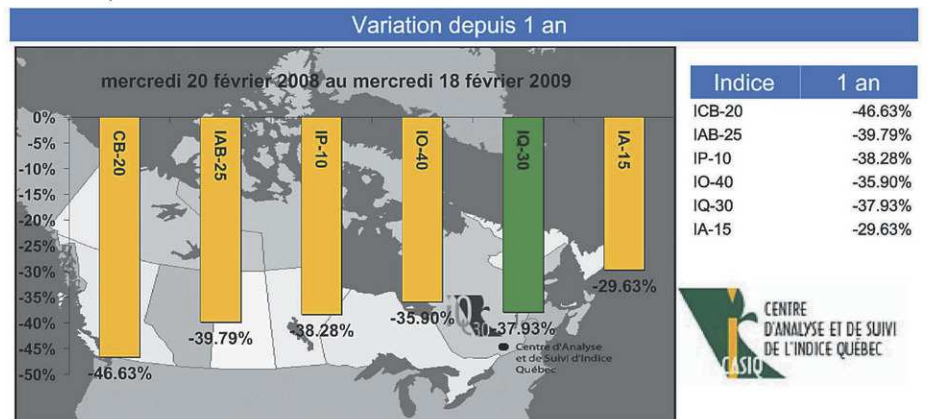 Variation depuis 1 an
mercredi 20 février 2008 au mercredi 18 février 2009
0%
-5%
-10%
-15%
-20%
-25%
-30%
-35%
-40%
-45%
-50%
CB-20
IAB-25
IP-10
IO-40
IQ-30
IA-15
-46.63%
-39.79%
-38.28%
-35.90%
-37.93%
-29.63%
Centre d'Analyse
et de Suivi d'Indice
Québec
Indice 1 an
ICB-20 -46.63%
IAB-25 -39.79%
IP-10 -38.28%
IO-40 -35.90%
IQ-30 -37.93%
IA-15 -29.63%
CENTRE
D'ANALYSE ET DE SUIVI
DE L'INDICE QUÉBEC
CASIQ